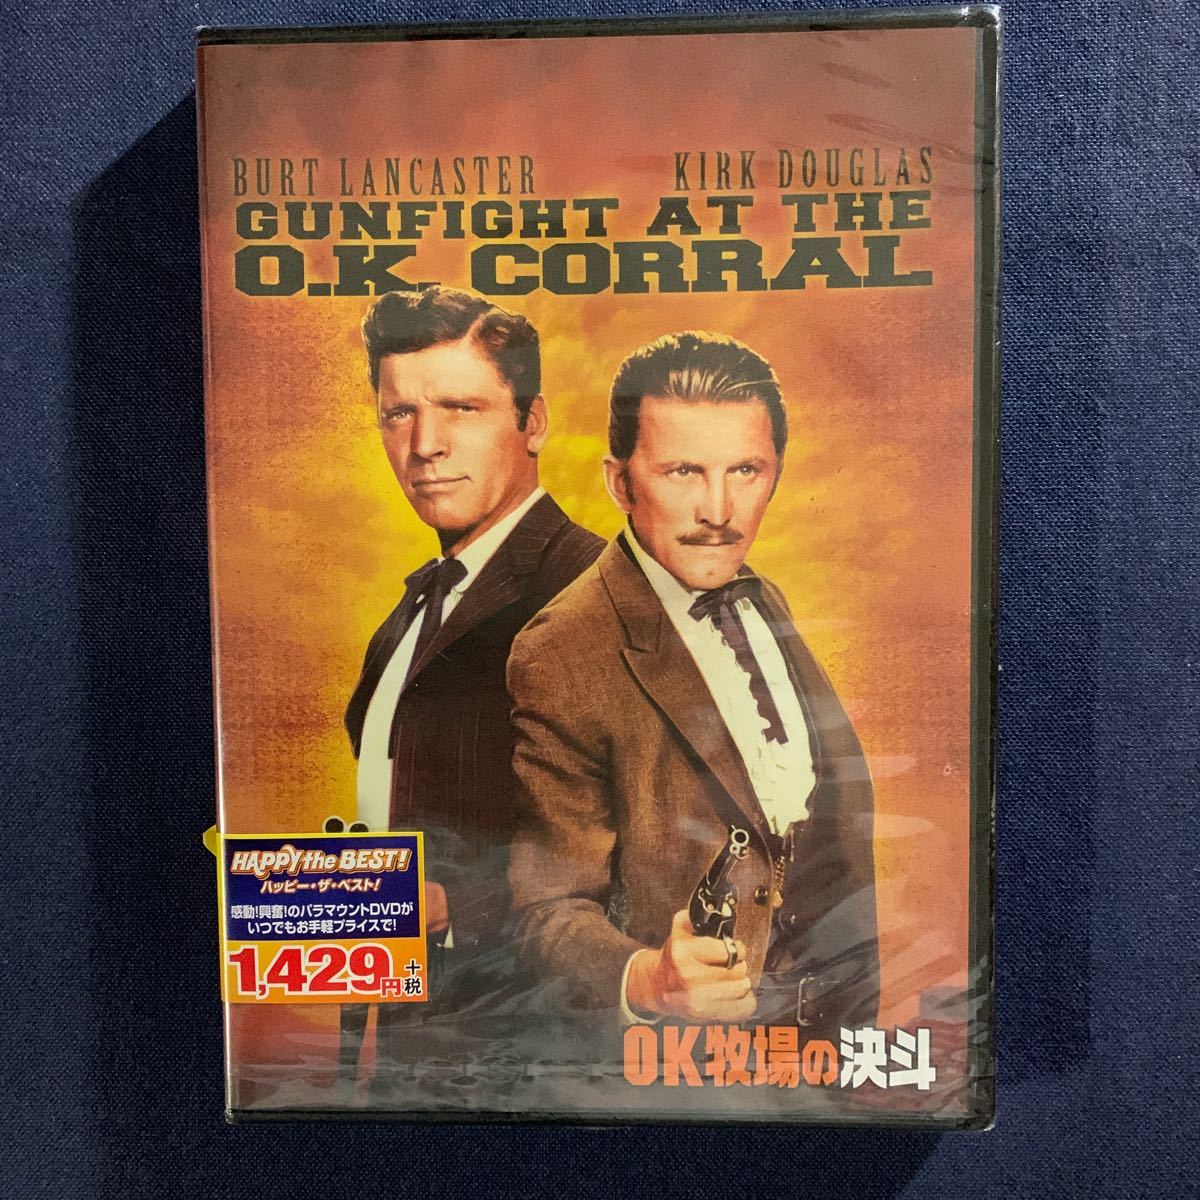 BURT LANCASTER KIRK DOUGLAS
GUNFIGHT AT THE
O.K. CORRAL
HAPPY the BEST!
ハッピー・ザ・ベスト!
感動!興奮!のパラマウントDVDが
いつでもお手軽プライスで!
1,429円+税
OK牧場の決斗